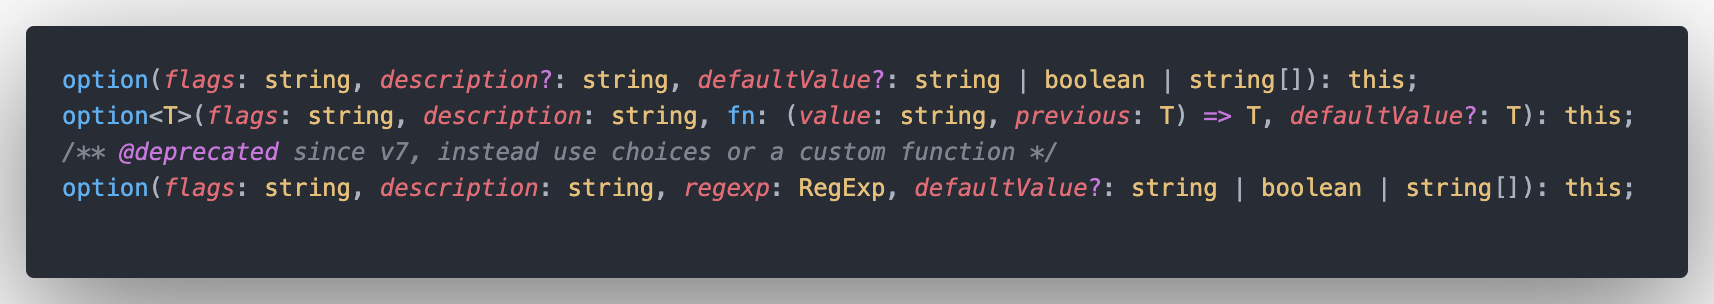 option(flags: string, description?: string, defaultValue?: string | boolean | string[]): this;
option<T>(flags: string, description: string, fn: (value: string, previous: T) => T, defaultValue?: T): this;
/** @deprecated since v7, instead use choices or a custom function */
option(flags: string, description: string, regexp: RegExp, defaultValue?: string | boolean | string[]): this;